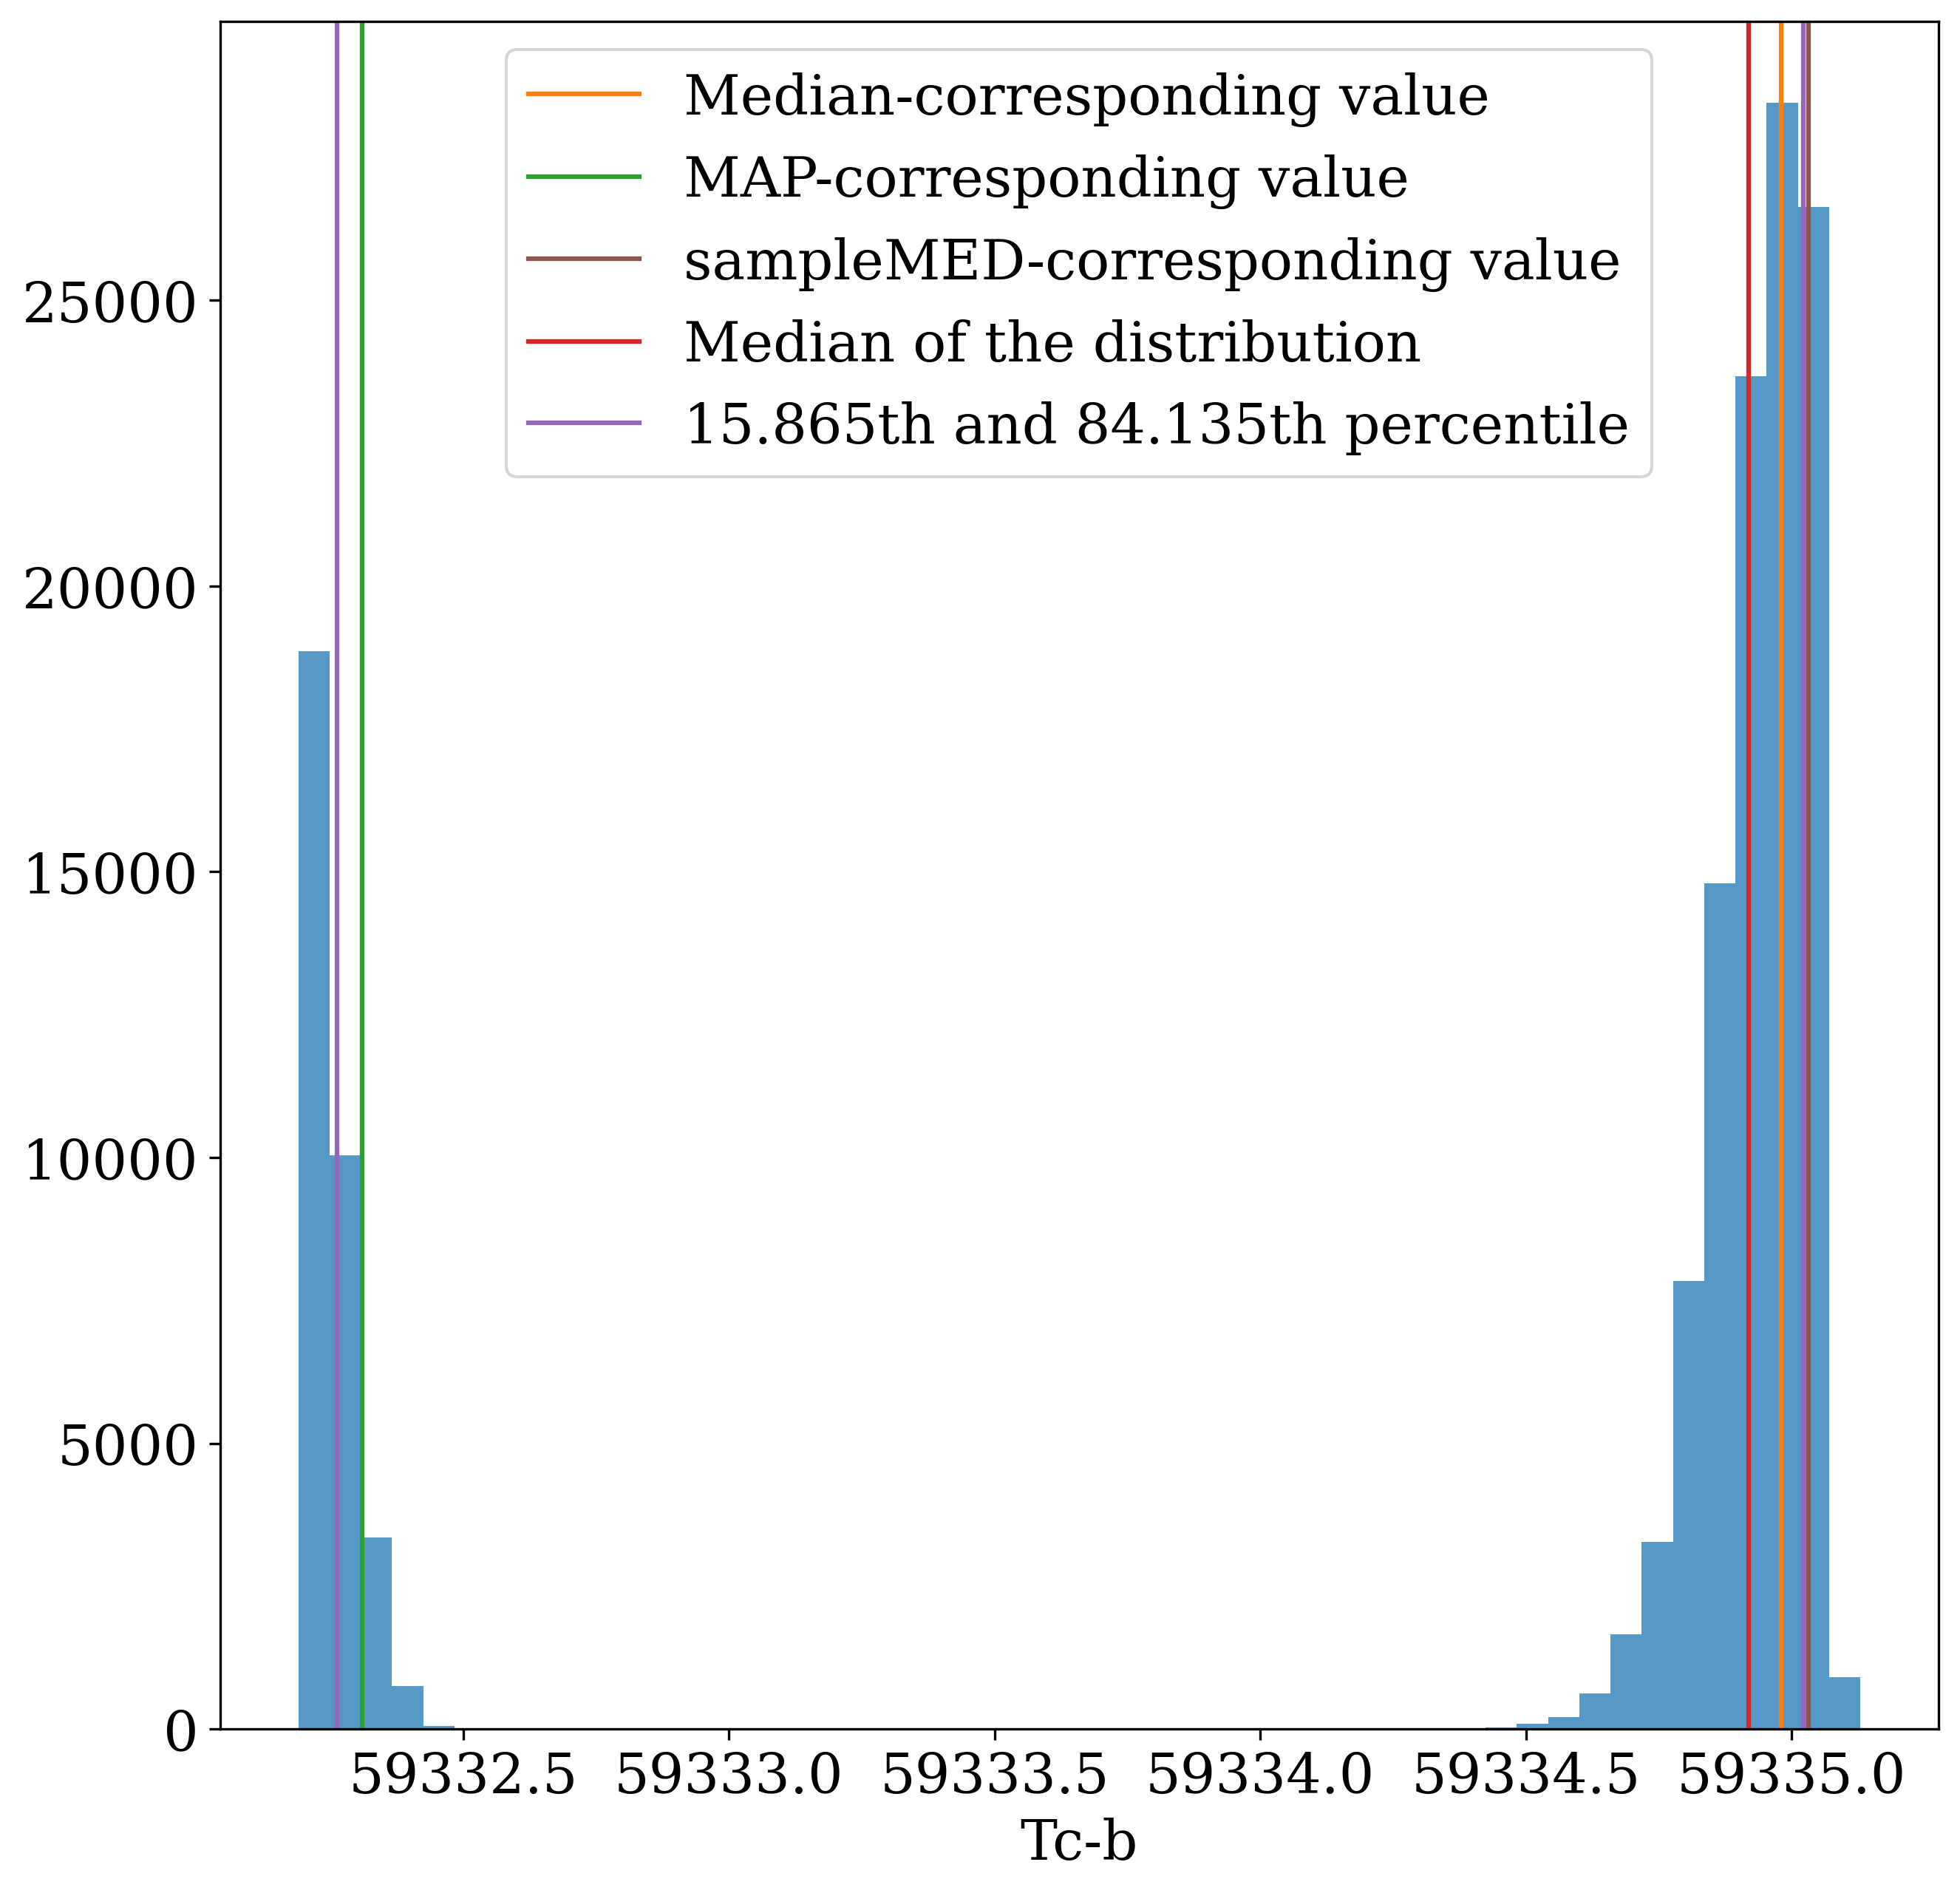 Median-corresponding value
MAP-corresponding value
sampleMED-corresponding value
Median of the distribution
15.865th and 84.135th percentile
25000
20000
15000
10000
5000
0
59332.5 59333.0 59333.5 59334.0 59334.5 59335.0
Tc-b